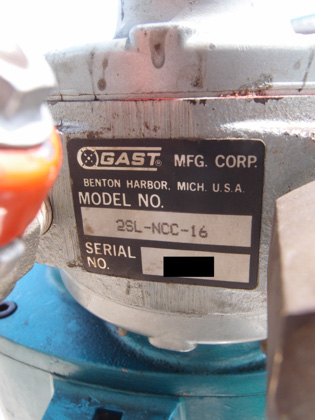 GAST MFG. CORP.
BENTON HARBOR, MICH. U.S.A.
MODEL NO.
2SL-NCC-16
SERIAL
NO.